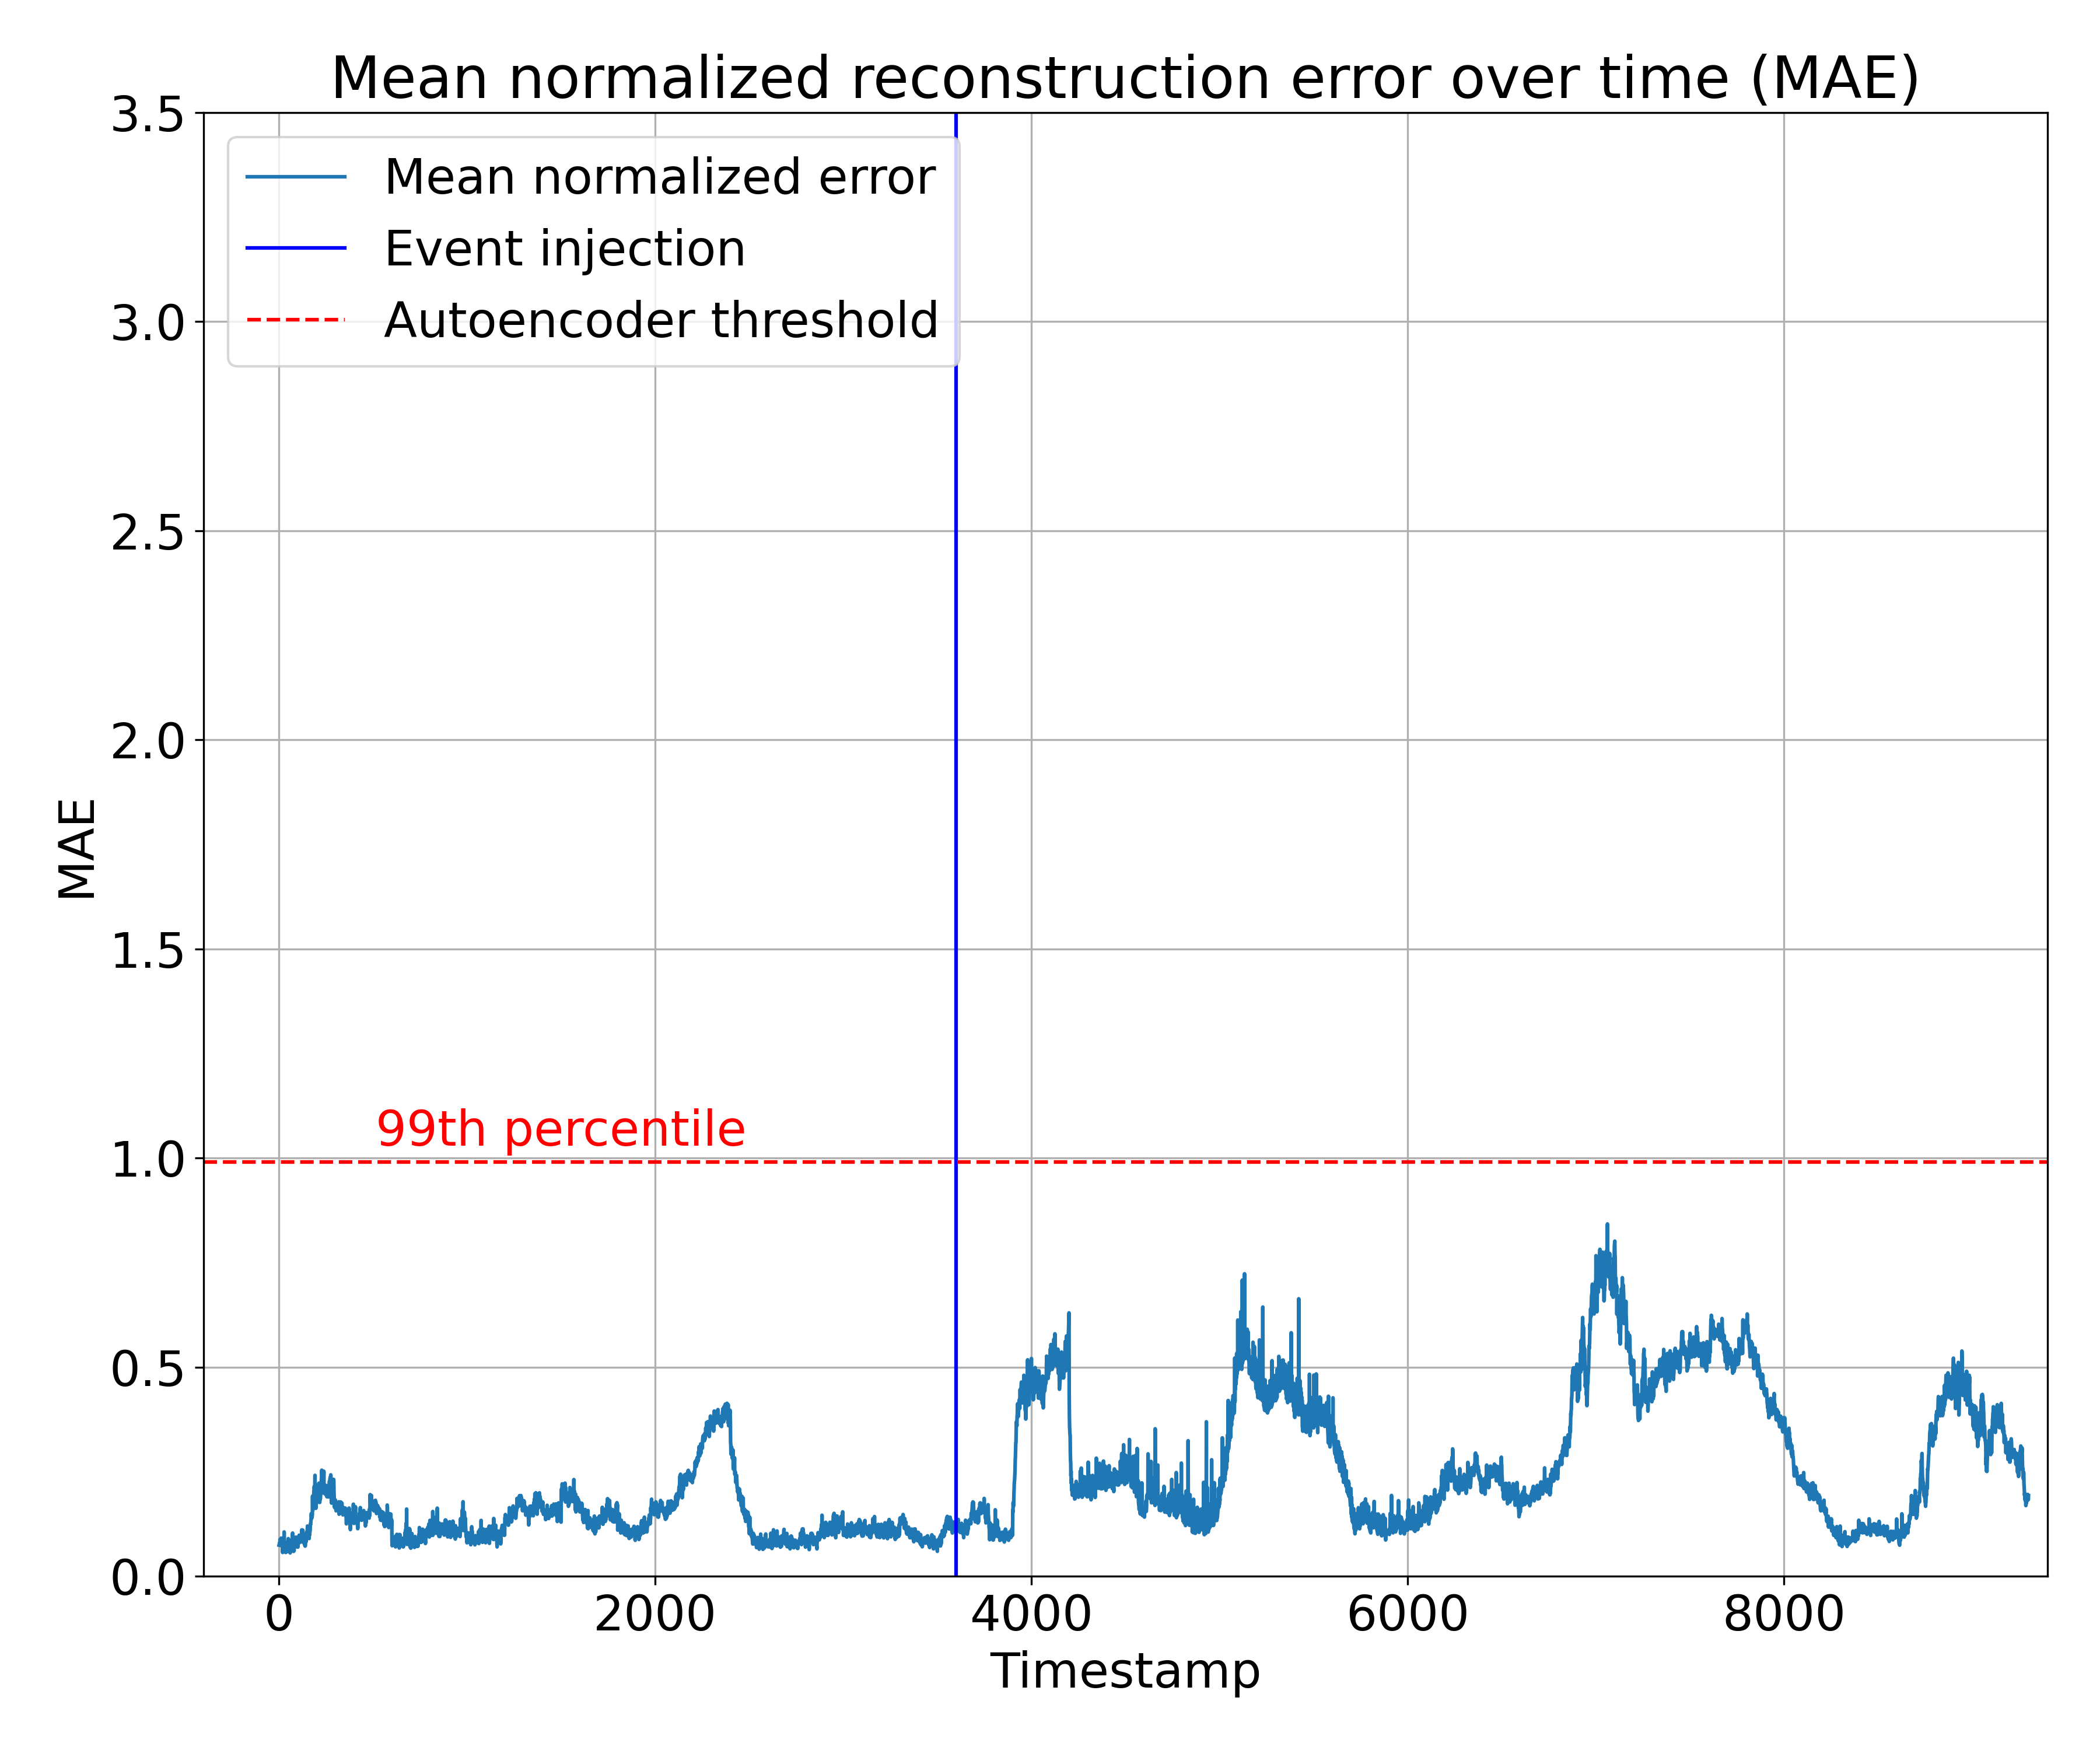 Mean normalized reconstruction error over time (MAE)
3.5
Mean normalized error
Event injection
3.0
Autoencoder threshold
2.5
2.0
MAE
1.5
99th percentile
1.0
0.5
0.0
0 2000 4000 6000 8000
Timestamp